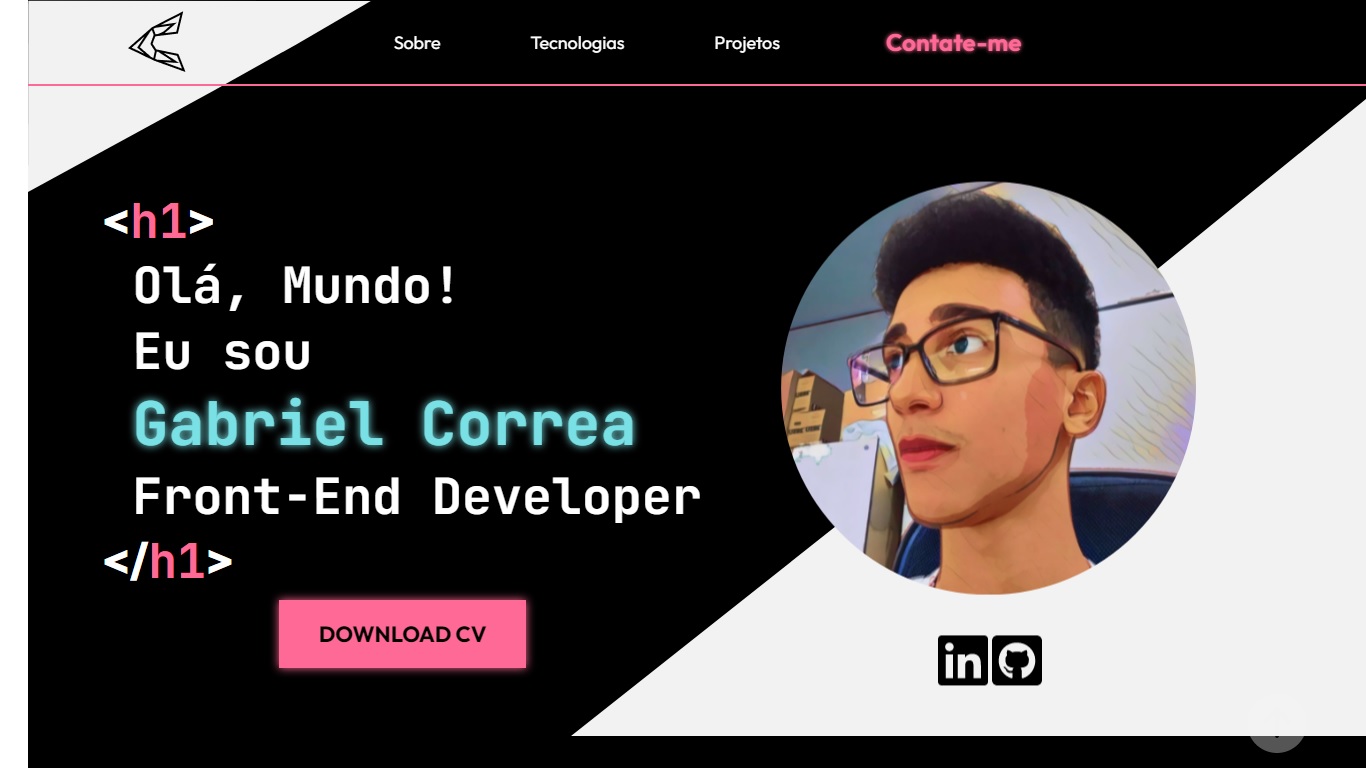 Sobre
Tecnologias
Projetos
Contate-me
<h1>
Olá, Mundo!
Eu sou
Gabriel Correa
Front-End Developer
</h1>
DOWNLOAD CV
in